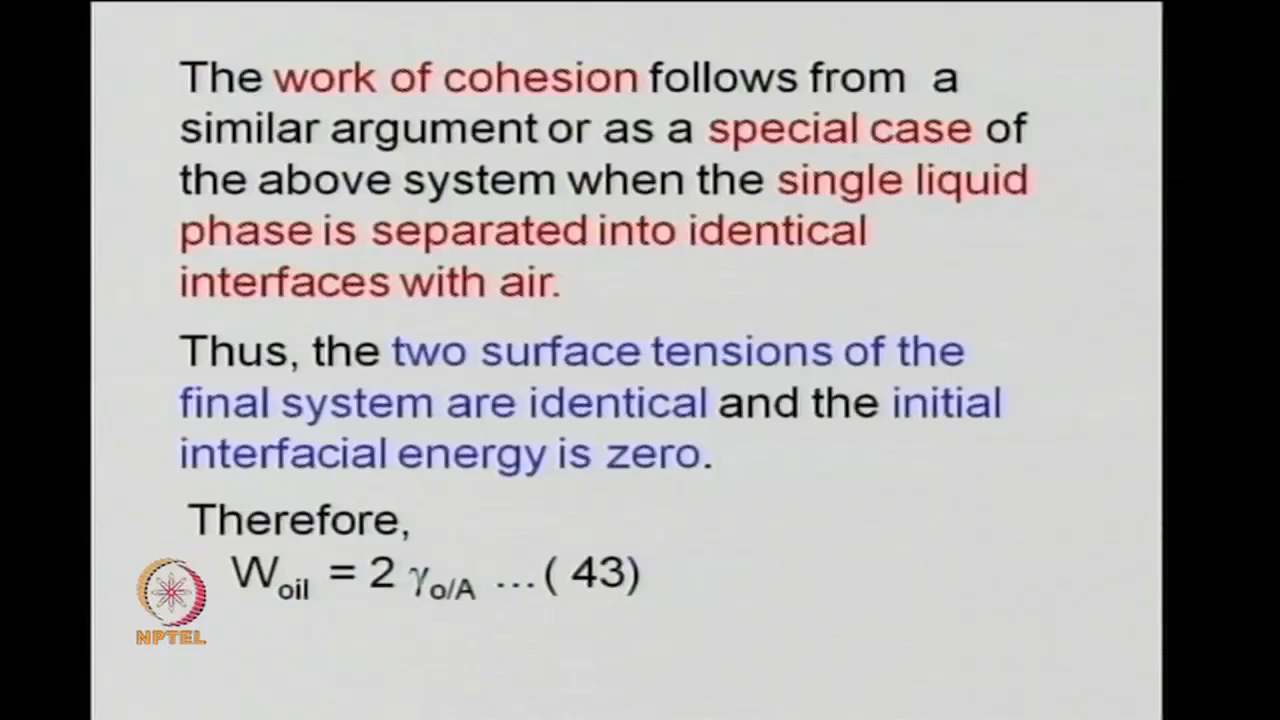 The work of cohesion follows from a
similar argument or as a special case of
the above system when the single liquid
phase is separated into identical
interfaces with air.
Thus, the two surface tensions of the
final system are identical and the initial
interfacial energy is zero.
Therefore,
W_oil = 2 γ_o/A ...( 43)
NPTEL